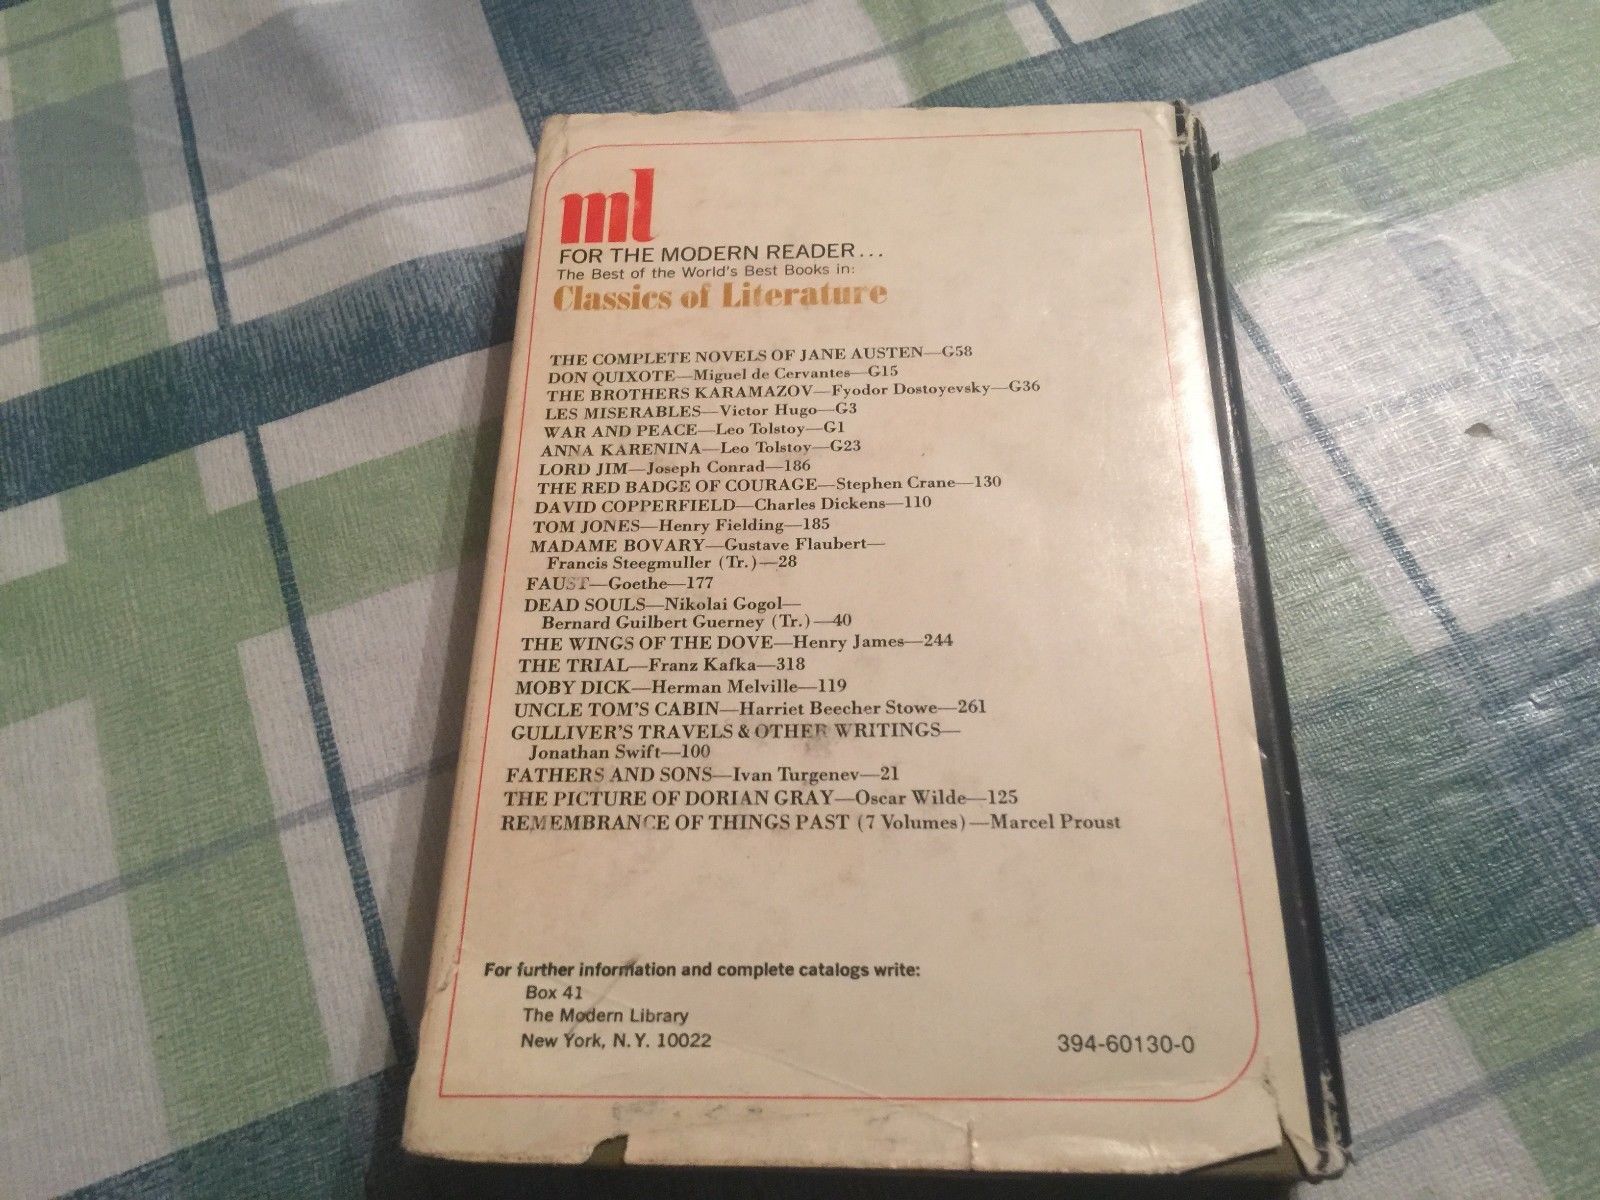 ml
FOR THE MODERN READER...
The Best of the World's Best Books in:
Classics of Literature
THE COMPLETE NOVELS OF JANE AUSTEN—G58
DON QUIXOTE—Miguel de Cervantes—G15
THE BROTHERS KARAMAZOV—Fyodor Dostoyevsky—G36
LES MISERABLES—Victor Hugo—G3
WAR AND PEACE—Leo Tolstoy—G1
ANNA KARENINA—Leo Tolstoy—G23
LORD JIM—Joseph Conrad—186
THE RED BADGE OF COURAGE—Stephen Crane—130
DAVID COPPERFIELD—Charles Dickens—110
TOM JONES—Henry Fielding—185
MADAME BOVARY—Gustave Flaubert—
Francis Steegmuller (Tr.)—28
FAUST—Goethe—177
DEAD SOULS—Nikolai Gogol—
Bernard Guilbert Guerney (Tr.)—40
THE WINGS OF THE DOVE—Henry James—244
THE TRIAL—Franz Kafka—318
MOBY DICK—Herman Melville—119
UNCLE TOM'S CABIN—Harriet Beecher Stowe—261
GULLIVER'S TRAVELS & OTHER WRITINGS—
Jonathan Swift—100
FATHERS AND SONS—Ivan Turgenev—21
THE PICTURE OF DORIAN GRAY—Oscar Wilde—125
REMEMBRANCE OF THINGS PAST (7 Volumes)—Marcel Proust
For further information and complete catalogs write:
Box 41
The Modern Library
New York, N.Y. 10022
394-60130-0